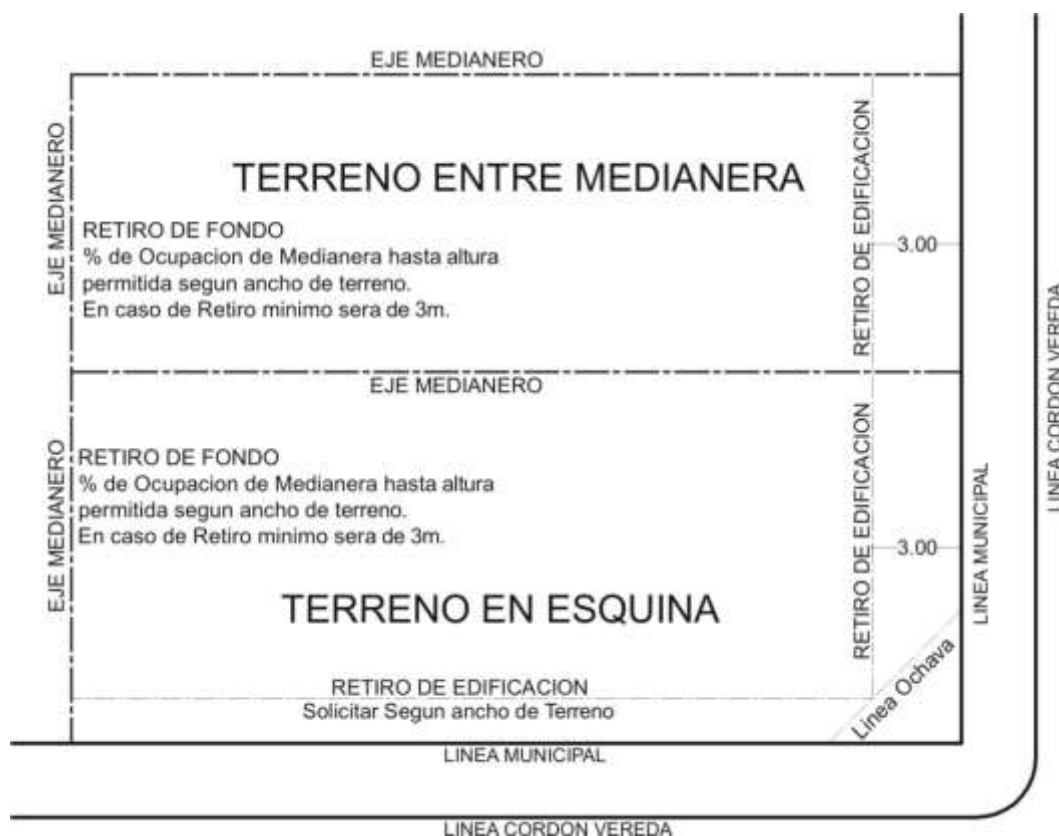 EJE MEDIANERO
EJE MEDIANERO
TERRENO ENTRE MEDIANERA
RETIRO DE FONDO
% de Ocupacion de Medianera hasta altura
permitida segun ancho de terreno.
En caso de Retiro minimo sera de 3m.
RETIRO DE EDIFICACION
3.00
EJE MEDIANERO
EJE MEDIANERO
RETIRO DE FONDO
% de Ocupacion de Medianera hasta altura
permitida segun ancho de terreno.
En caso de Retiro minimo sera de 3m.
TERRENO EN ESQUINA
RETIRO DE EDIFICACION
3.00
RETIRO DE EDIFICACION
Solicitar Segun ancho de Terreno
Linea Ochava
LINEA MUNICIPAL
LINEA MUNICIPAL
LINEA CORDON VEREDA
LINEA CORDON VEREDA